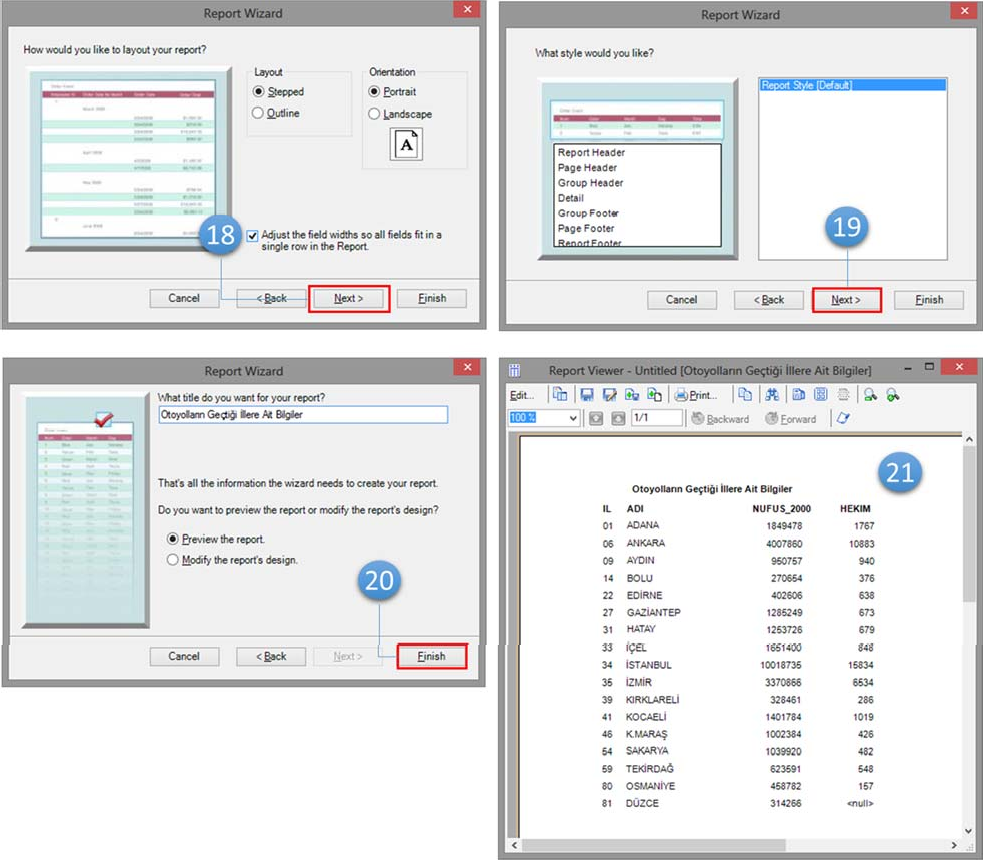 Report Wizard
How would you like to layout your report?
Layout
Stepped
Outline
Orientation
Portrait
Landscape
A
18
Adjust the field widths so all fields fit in a
single row in the Report.
Cancel
< Back
Next >
Finish
Report Wizard
What style would you like?
Report Header
Page Header
Group Header
Detail
Group Footer
Page Footer
Report Footer
Report Style [Default]
19
Cancel
< Back
Next >
Finish
Report Wizard
What title do you want for your report?
Otoyolların Geçtiği İllere Ait Bilgiler
That's all the information the wizard needs to create your report.
Do you want to preview the report or modify the report's design?
Preview the report.
Modify the report's design.
20
Cancel
< Back
Next >
Finish
Report Viewer - Untitled [Otoyolların Geçtiği İllere Ait Bilgiler]
Edit... Print...
100 % 1/1 Backward Forward
21
Otoyolların Geçtiği İllere Ait Bilgiler
IL ADI NUFUS_2000 HEKIM
01 ADANA 1849478 1767
06 ANKARA 4007860 10883
09 AYDIN 950757 940
14 BOLU 270654 376
22 EDİRNE 402606 638
27 GAZİANTEP 1285249 673
31 HATAY 1253726 679
33 İÇEL 1651400 848
34 İSTANBUL 10018735 15834
35 İZMİR 3370866 6534
39 KIRKLARELİ 328461 286
41 KOCAELİ 1401784 1019
46 K.MARAŞ 1002384 426
54 SAKARYA 1039920 482
59 TEKİRDAĞ 623591 548
80 OSMANİYE 458782 157
81 DÜZCE 314266 <null>